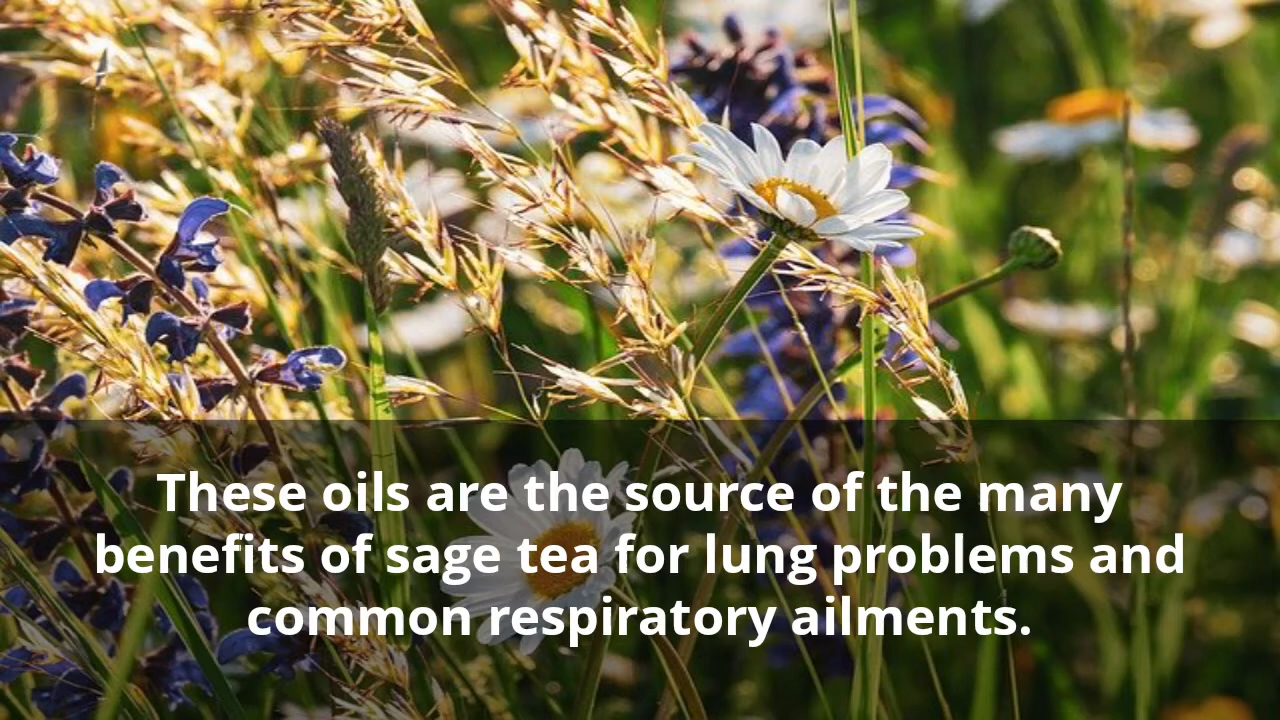 These oils are the source of the many
benefits of sage tea for lung problems and
common respiratory ailments.